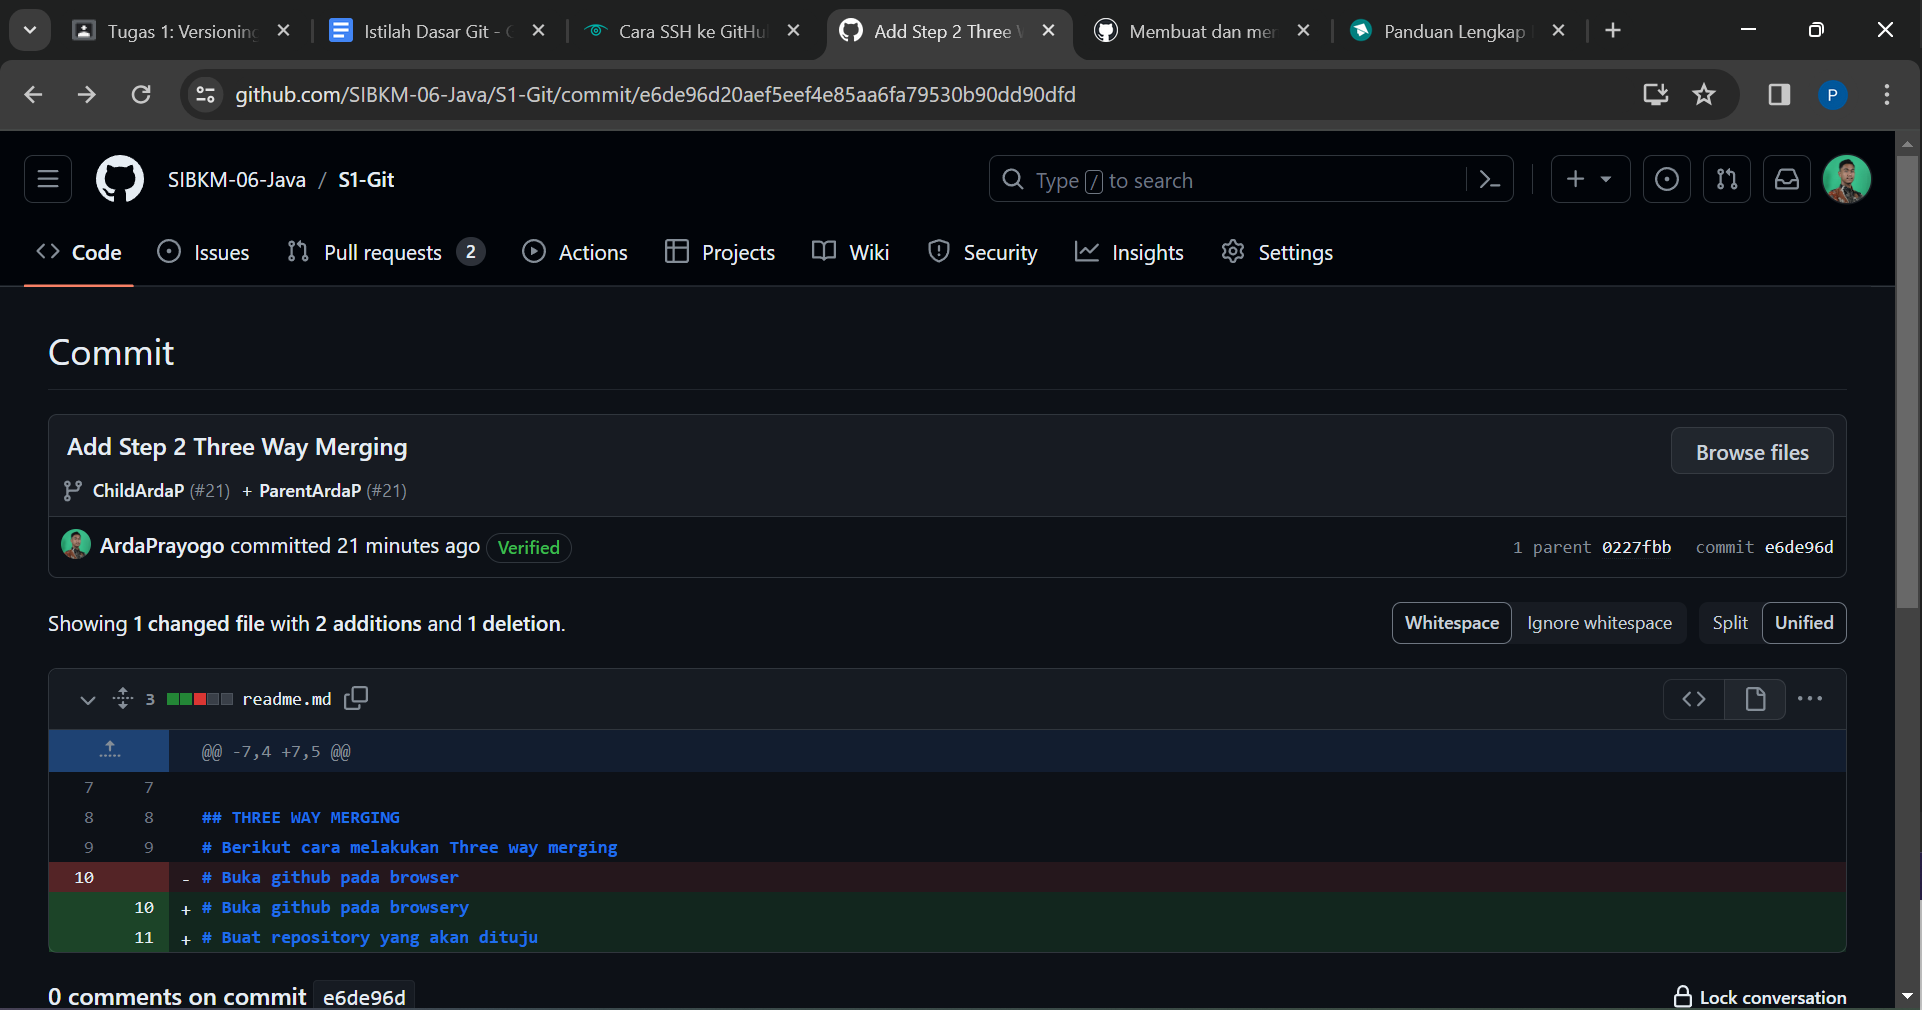 Tugas 1: Versioning
Istilah Dasar Git -
Cara SSH ke GitHu
Add Step 2 Three
Membuat dan mer
Panduan Lengkap
github.com/SIBKM-06-Java/S1-Git/commit/e6de96d20aef5eef4e85aa6fa79530b90dd90dfd
P
SIBKM-06-Java / S1-Git
Type / to search
Code
Issues
Pull requests 2
Actions
Projects
Wiki
Security
Insights
Settings
Commit
Add Step 2 Three Way Merging
Browse files
ChildArdaP (#21) + ParentArdaP (#21)
ArdaPrayogo committed 21 minutes ago Verified
1 parent 0227fbb commit e6de96d
Showing 1 changed file with 2 additions and 1 deletion.
Whitespace Ignore whitespace Split Unified
3 readme.md
@@ -7,4 +7,5 @@
7 7
8 8 ## THREE WAY MERGING
9 9 # Berikut cara melakukan Three way merging
10 - # Buka github pada browser
10 + # Buka github pada browsery
11 + # Buat repository yang akan dituju
0 comments on commit e6de96d
Lock conversation